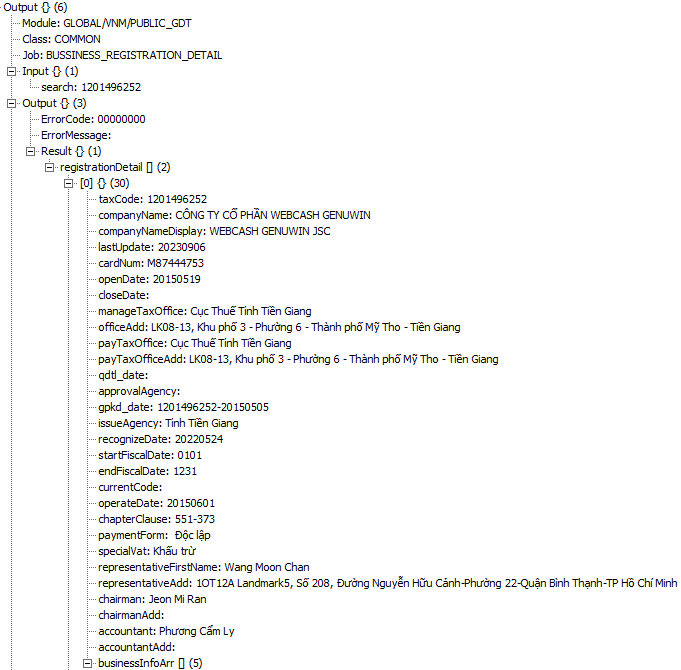 Output {} (6)
Module: GLOBAL/VNM/PUBLIC_GDT
Class: COMMON
Job: BUSSINESS_REGISTRATION_DETAIL
Input {} (1)
search: 1201496252
Output {} (3)
ErrorCode: 00000000
ErrorMessage:
Result {} (1)
registrationDetail [] (2)
[0] {} (30)
taxCode: 1201496252
companyName: CÔNG TY CỔ PHẦN WEBCASH GENUWIN
companyNameDisplay: WEBCASH GENUWIN JSC
lastUpdate: 20230906
cardNum: M87444753
openDate: 20150519
closeDate:
manageTaxOffice: Cục Thuế Tỉnh Tiền Giang
officeAdd: LK08-13, Khu phố 3 - Phường 6 - Thành phố Mỹ Tho - Tiền Giang
payTaxOffice: Cục Thuế Tỉnh Tiền Giang
payTaxOfficeAdd: LK08-13, Khu phố 3 - Phường 6 - Thành phố Mỹ Tho - Tiền Giang
qdtl_date:
approvalAgency:
gpkd_date: 1201496252-20150505
issueAgency: Tỉnh Tiền Giang
recognizeDate: 20220524
startFiscalDate: 0101
endFiscalDate: 1231
currentCode:
operateDate: 20150601
chapterClause: 551-373
paymentForm: Độc lập
specialVat: Khấu trừ
representativeFirstName: Wang Moon Chan
representativeAdd: 1OT12A Landmark5, Số 208, Đường Nguyễn Hữu Cảnh-Phường 22-Quận Bình Thạnh-TP Hồ Chí Minh
chairman: Jeon Mi Ran
chairmanAdd:
accountant: Phương Cẩm Ly
accountantAdd:
businessInfoArr [] (5)